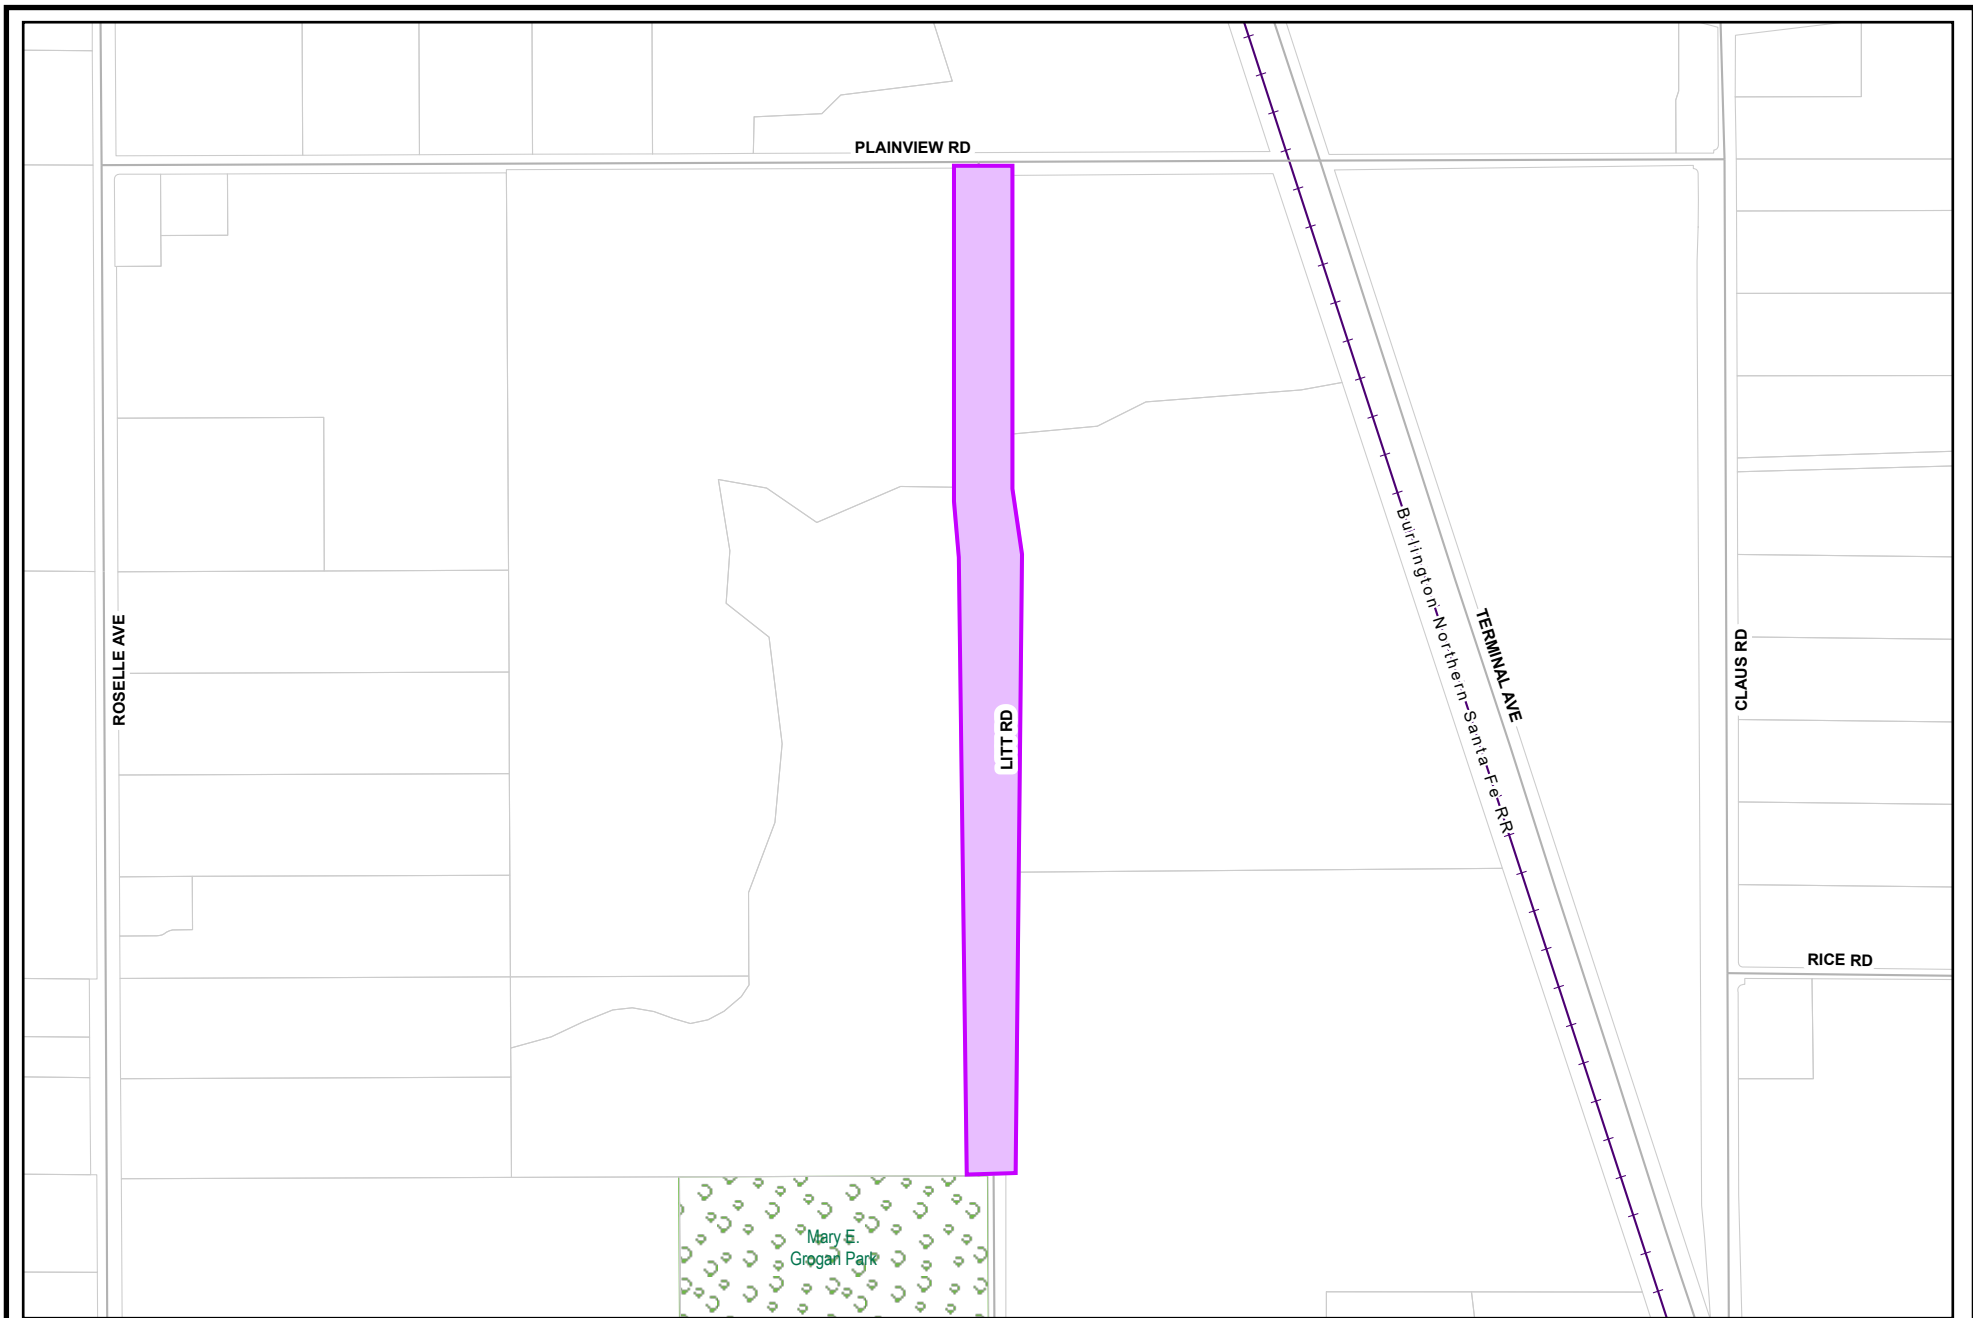 PLAINVIEW RD
ROSELLE AVE
LITT RD
Burlington Northern Santa Fe RR
TERMINAL AVE
CLAUS RD
RICE RD
Mary E.
Grogan Park